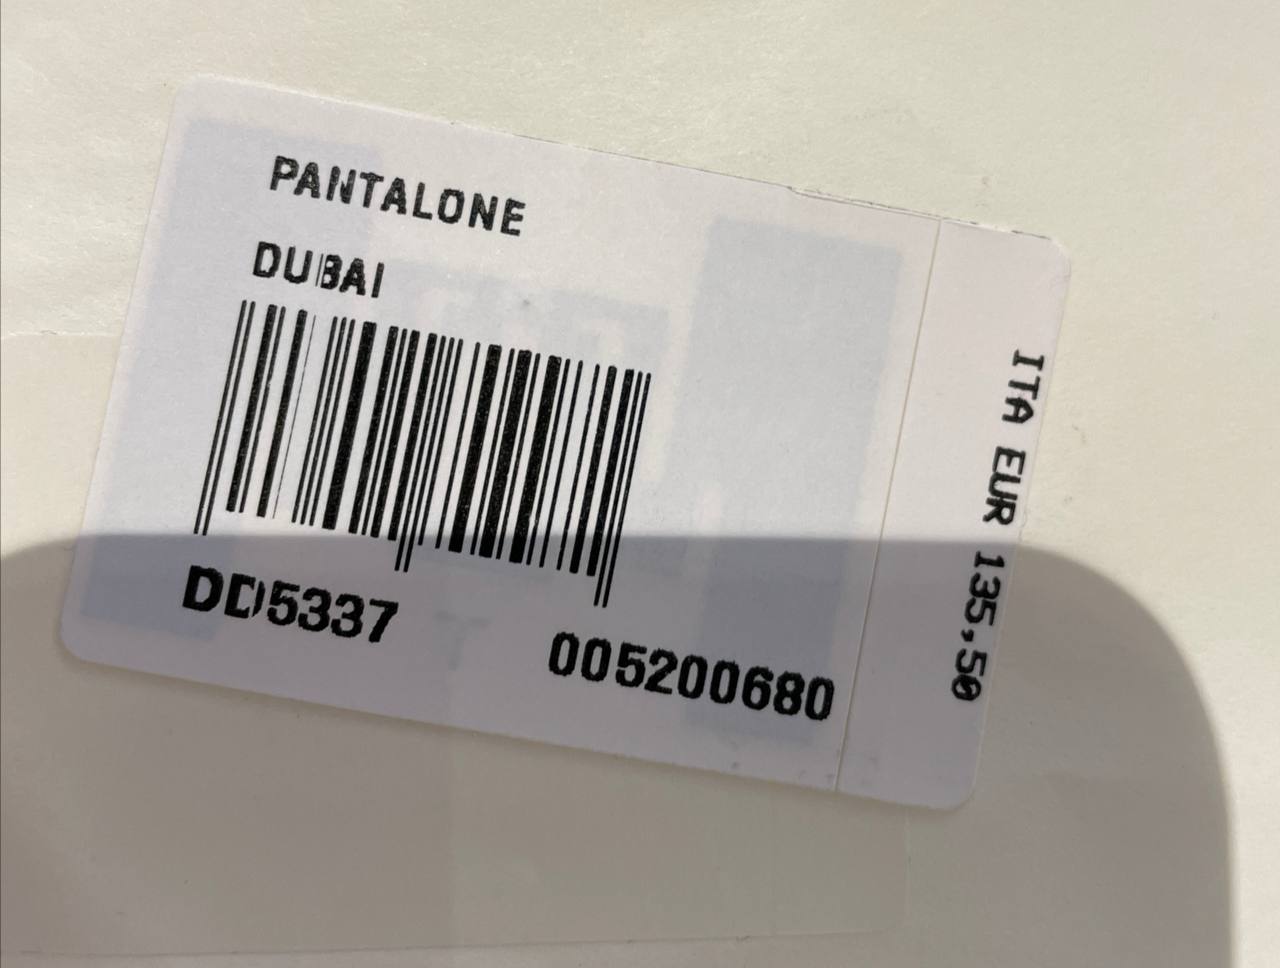 PANTALONE
DUBAI
DD5337
005200680
ITA EUR 135,50